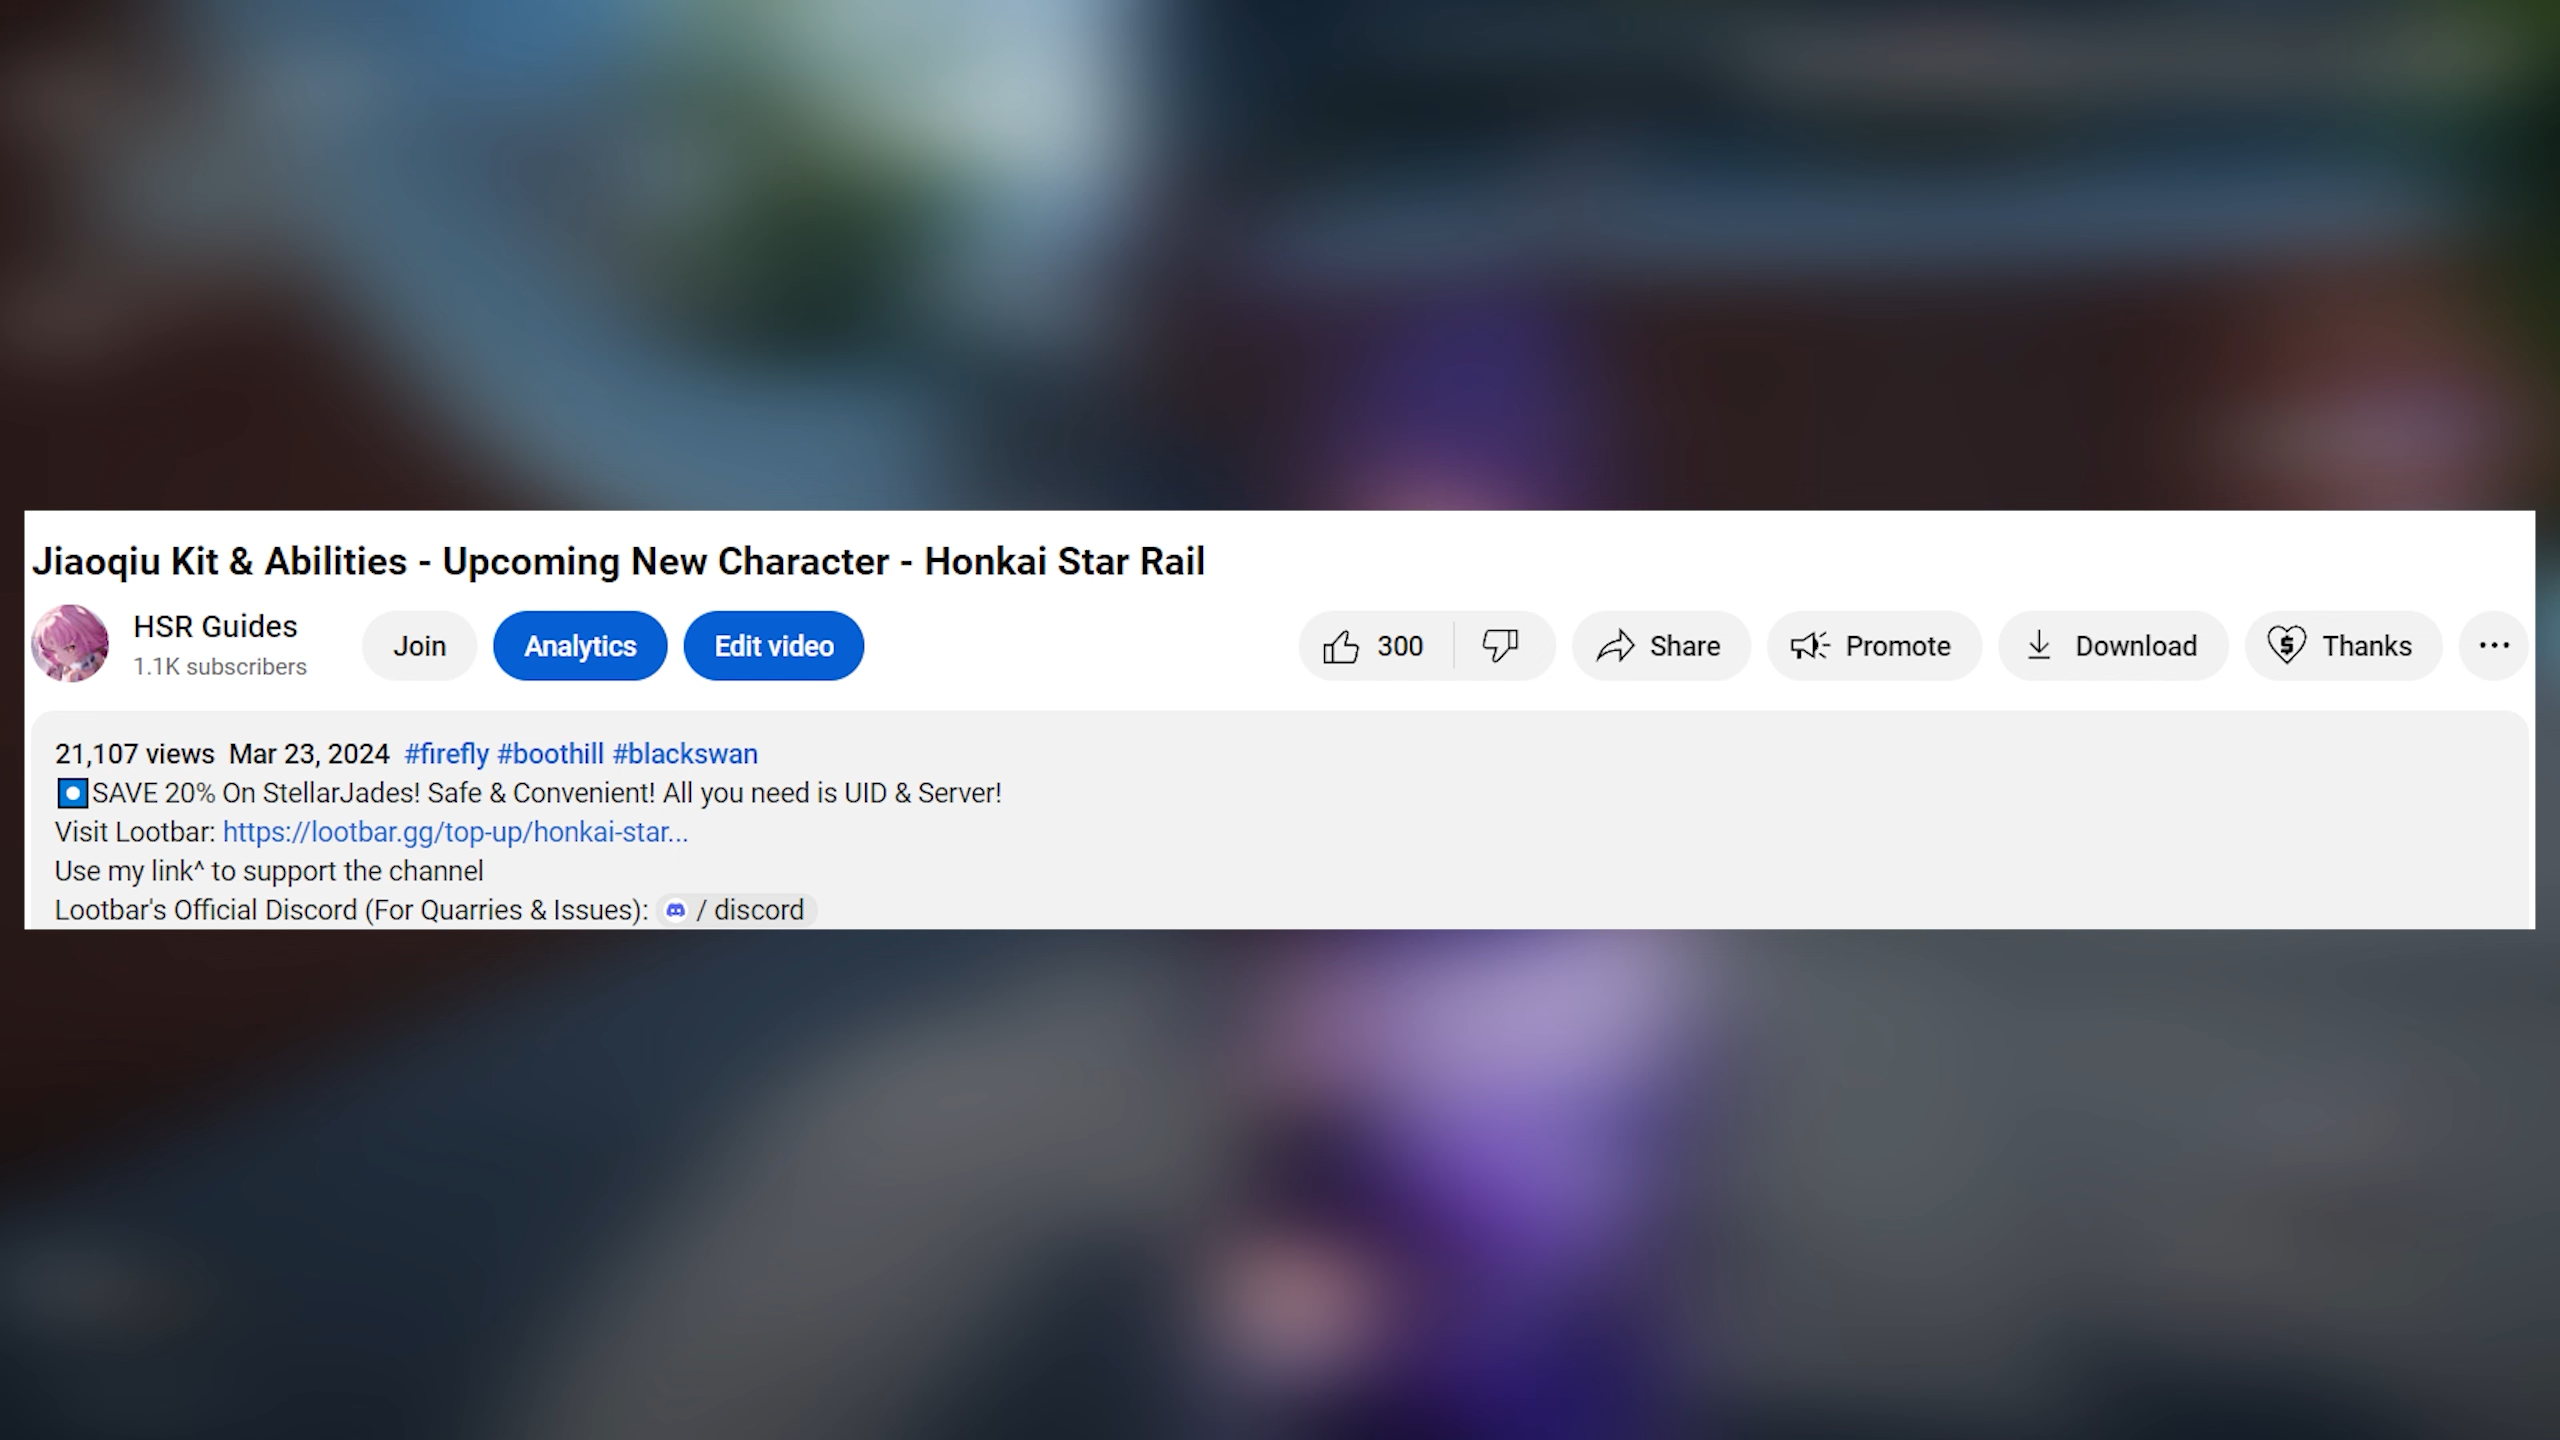 Jiaoqiu Kit & Abilities - Upcoming New Character - Honkai Star Rail
HSR Guides
1.1K subscribers
Join
Analytics
Edit video
300
Share
Promote
Download
Thanks
21,107 views Mar 23, 2024 #firefly #boothill #blackswan
SAVE 20% On StellarJades! Safe & Convenient! All you need is UID & Server!
Visit Lootbar: https://lootbar.gg/top-up/honkai-star...
Use my link^ to support the channel
Lootbar's Official Discord (For Quarries & Issues): / discord